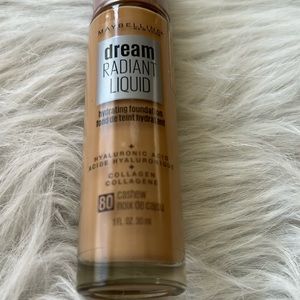 MAYBELLINE
dream
RADIANT
LIQUID
hydrating foundation
fond de teint hydratant
+
HYALURONIC ACID
ACIDE HYALURONIQUE
+
COLLAGEN
COLLAGÈNE
80 cashew
noix de cajou
1 FL. OZ. 30 mL